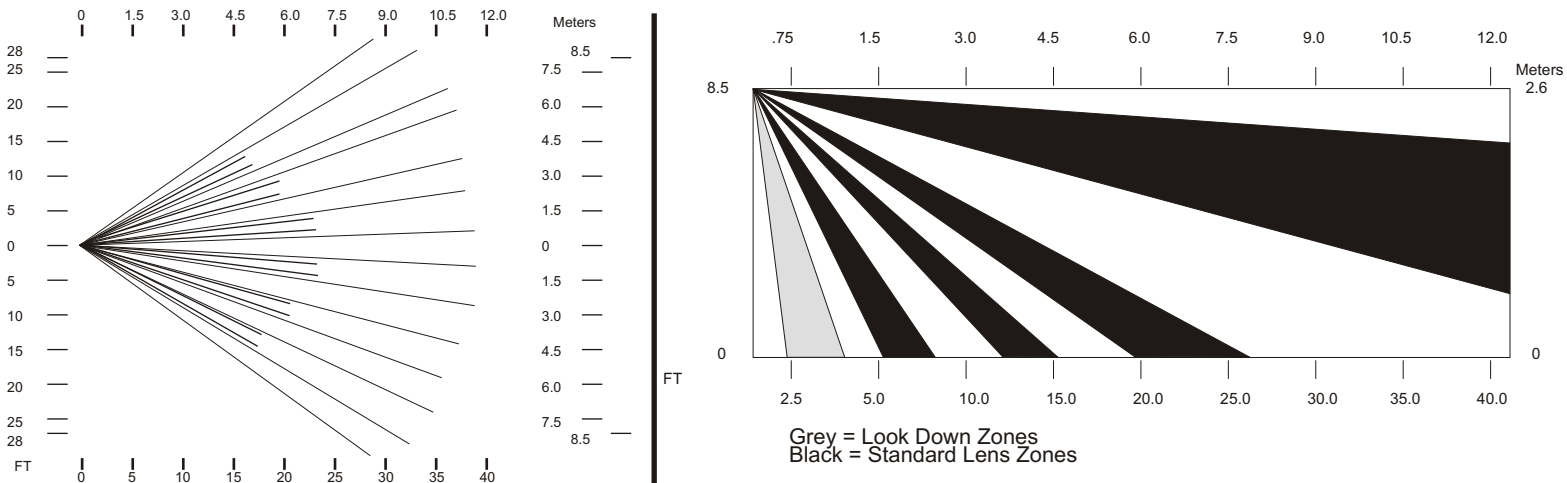 0 1.5 3.0 4.5 6.0 7.5 9.0 10.5 12.0
Meters
28 8.5
25 7.5
20 6.0
15 4.5
10 3.0
5 1.5
0 0
5 1.5
10 3.0
15 4.5
20 6.0
25 7.5
28 8.5
FT
0 5 10 15 20 25 30 35 40
.75 1.5 3.0 4.5 6.0 7.5 9.0 10.5 12.0
Meters
8.5 2.6
0 0
FT
2.5 5.0 10.0 15.0 20.0 25.0 30.0 35.0 40.0
Grey = Look Down Zones
Black = Standard Lens Zones